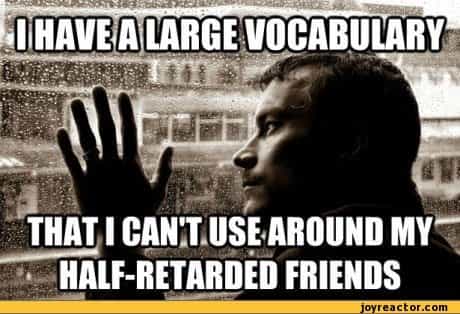 I HAVE A LARGE VOCABULARY
THAT I CAN'T USE AROUND MY
HALF-RETARDED FRIENDS
joyreactor.com